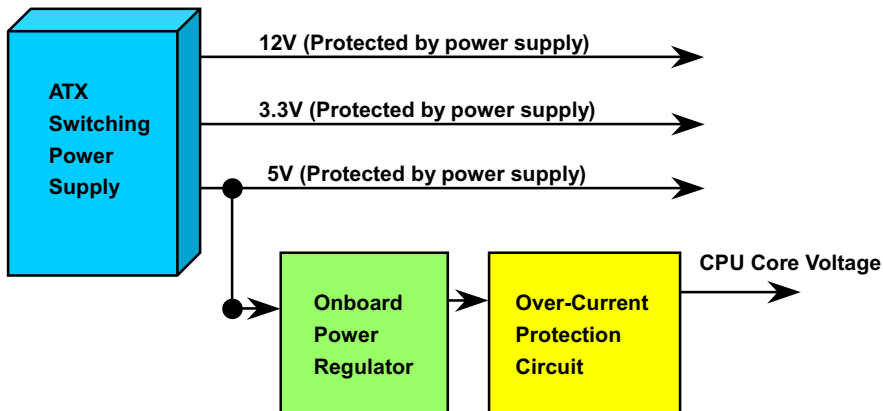 12V (Protected by power supply)
ATX
Switching
Power
Supply
3.3V (Protected by power supply)
5V (Protected by power supply)
CPU Core Voltage
Onboard
Power
Regulator
Over-Current
Protection
Circuit